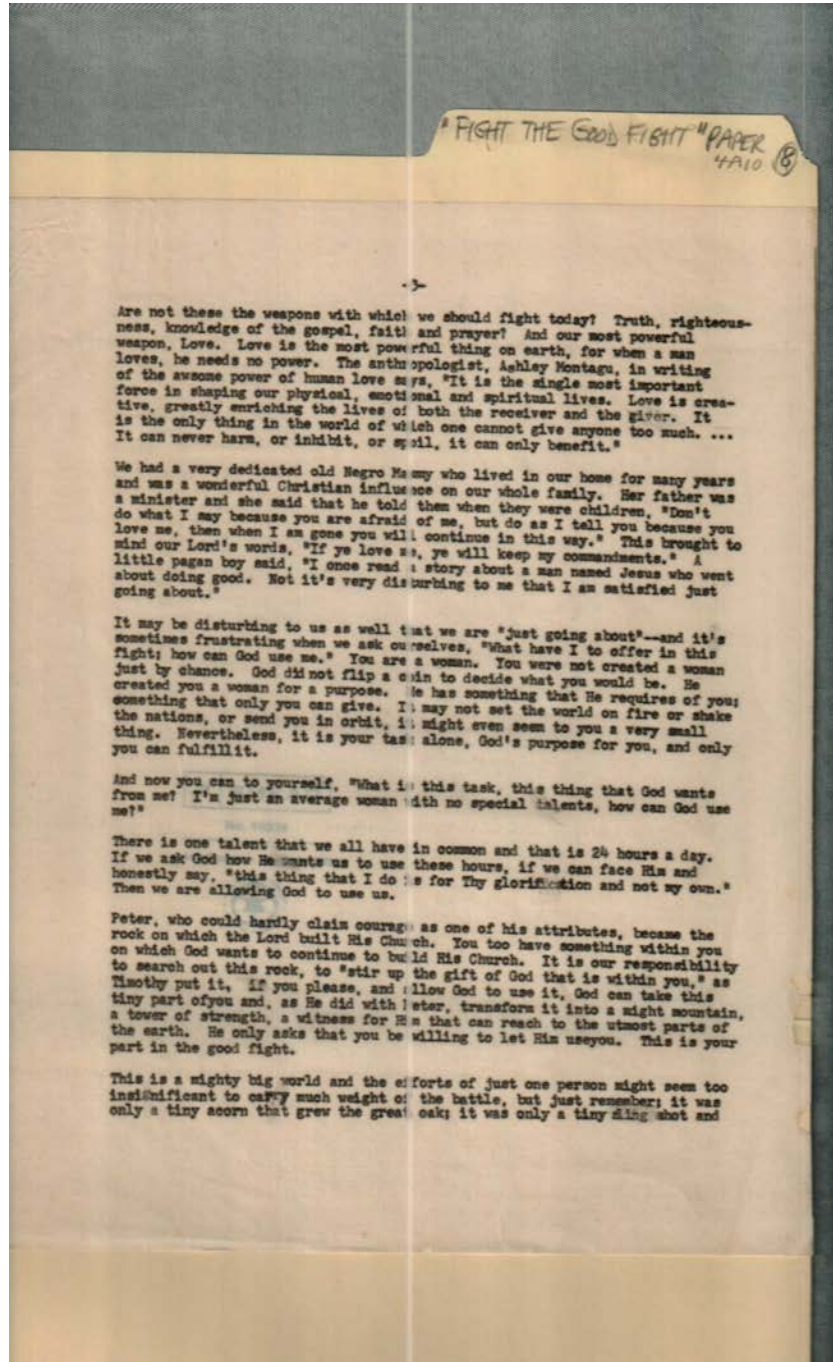 "FIGHT THE GOOD FIGHT" PAPER
4A10 8
-3-
Are not these the weapons with which we should fight today? Truth, righteous-
ness, knowledge of the gospel, faith and prayer? And our most powerful
weapon, Love. Love is the most powerful thing on earth, for when a man
loves, he needs no power. The anthropologist, Ashley Montagu, in writing
of the awsome power of human love says, "It is the single most important
force in shaping our physical, emotional and spiritual lives. Love is crea-
tive, greatly enriching the lives of both the receiver and the giver. It
is the only thing in the world of which one cannot give anyone too much. ...
It can never harm, or inhibit, or spoil, it can only benefit."
We had a very dedicated old Negro Mammy who lived in our home for many years
and was a wonderful Christian influence on our whole family. Her father was
a minister and she said that he told them when they were children, "Don't
do what I say because you are afraid of me, but do as I tell you because you
love me, then when I am gone you will continue in this way." This brought to
mind our Lord's words, "If ye love me, ye will keep my commandments." A
little pagan boy said, "I once read a story about a man named Jesus who went
about doing good. Not it's very disturbing to me that I am satisfied just
going about."
It may be disturbing to us as well that we are "just going about"--and it's
sometimes frustrating when we ask ourselves, "What have I to offer in this
fight; how can God use me." You are a woman. You were not created a woman
just by chance. God did not flip a coin to decide what you would be. He
created you a woman for a purpose. He has something that He requires of you;
something that only you can give. It may not set the world on fire or shake
the nations, or send you in orbit, it might even seem to you a very small
thing. Nevertheless, it is your task alone, God's purpose for you, and only
you can fulfillit.
And now you can to yourself, "What is this task, this thing that God wants
from me? I'm just an average woman with no special talents, how can God use
me?"
There is one talent that we all have in common and that is 24 hours a day.
If we ask God how He wants us to use these hours, if we can face Him and
honestly say, "this thing that I do is for Thy glorification and not my own."
Then we are allowing God to use us.
Peter, who could hardly claim courage as one of his attributes, became the
rock on which the Lord built His Church. You too have something within you
on which God wants to continue to build His Church. It is our responsibility
to search out this rock, to "stir up the gift of God that is within you," as
Timothy put it. If you please, and allow God to use it, God can take this
tiny part ofyou and, as He did with Peter, transform it into a might mountain,
a tower of strength, a witness for Him that can reach to the utmost parts of
the earth. He only asks that you be willing to let Him useyou. This is your
part in the good fight.
This is a mighty big world and the efforts of just one person might seem too
insignificant to carry much weight of the battle, but just remember; it was
only a tiny acorn that grew the great oak; it was only a tiny sling shot and